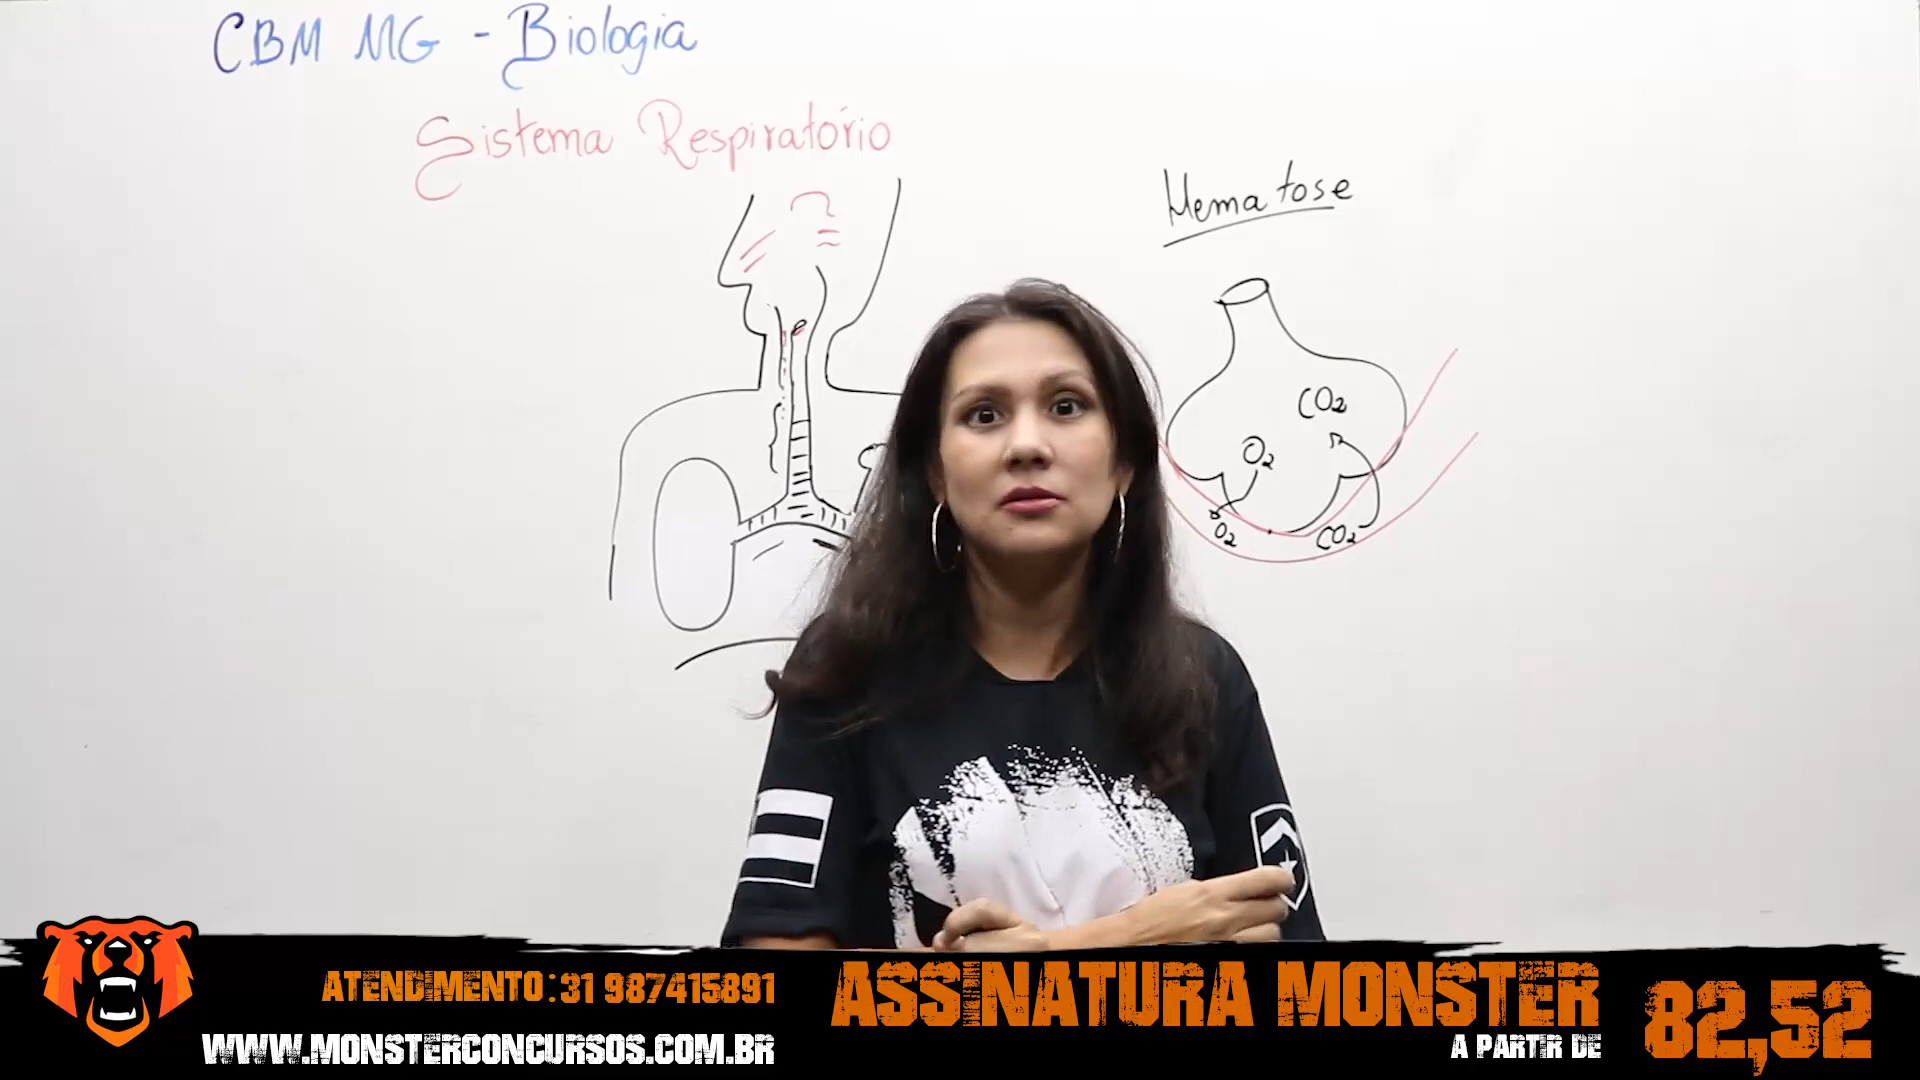 CBM MG - Biologia
Sistema Respiratório
Hematose
CO2
O2
O2
CO2
ATENDIMENTO: 31 987415891
WWW.MONSTERCONCURSOS.COM.BR
ASSINATURA MONSTER
A PARTIR DE
82,52